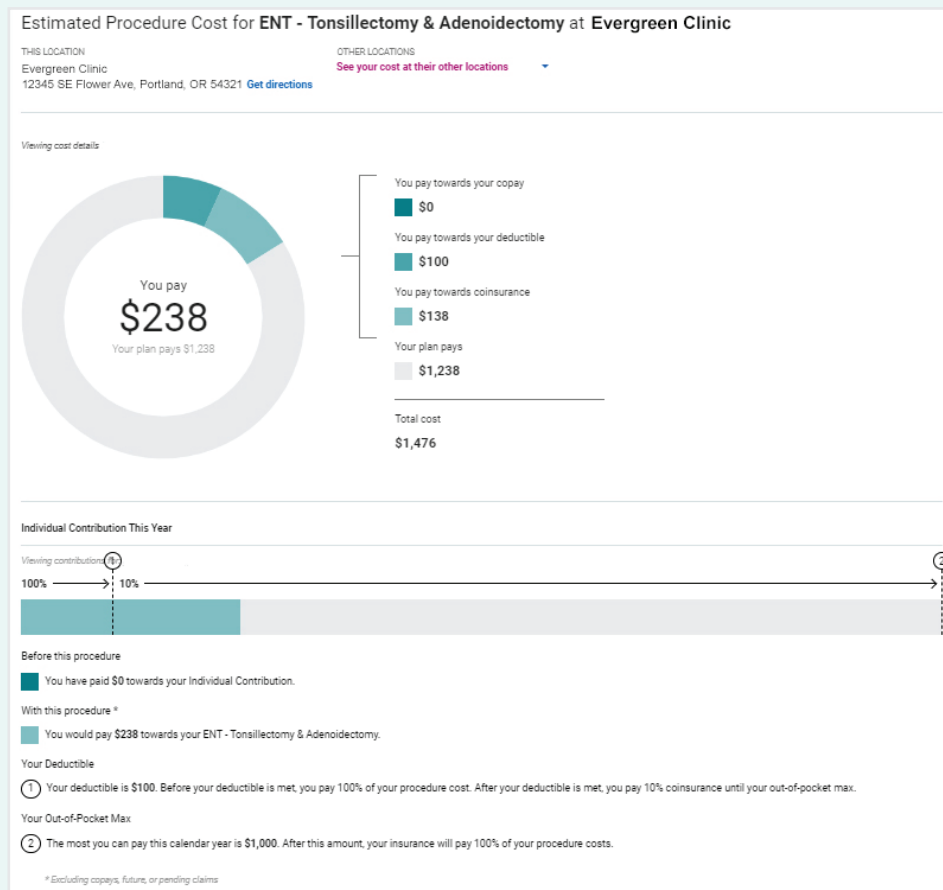 Estimated Procedure Cost for ENT - Tonsillectomy & Adenoidectomy at Evergreen Clinic
THIS LOCATION
Evergreen Clinic
12345 SE Flower Ave, Portland, OR 54321 Get directions
OTHER LOCATIONS
See your cost at their other locations
Viewing cost details
You pay
$238
Your plan pays $1,238
You pay towards your copay
$0
You pay towards your deductible
$100
You pay towards coinsurance
$138
Your plan pays
$1,238
Total cost
$1,476
Individual Contribution This Year
Viewing contributions
100% 10%
Before this procedure
You have paid $0 towards your Individual Contribution.
With this procedure *
You would pay $238 towards your ENT - Tonsillectomy & Adenoidectomy.
Your Deductible
1 Your deductible is $100. Before your deductible is met, you pay 100% of your procedure cost. After your deductible is met, you pay 10% coinsurance until your out-of-pocket max.
Your Out-of-Pocket Max
2 The most you can pay this calendar year is $1,000. After this amount, your insurance will pay 100% of your procedure costs.
* Excluding copays, future, or pending claims